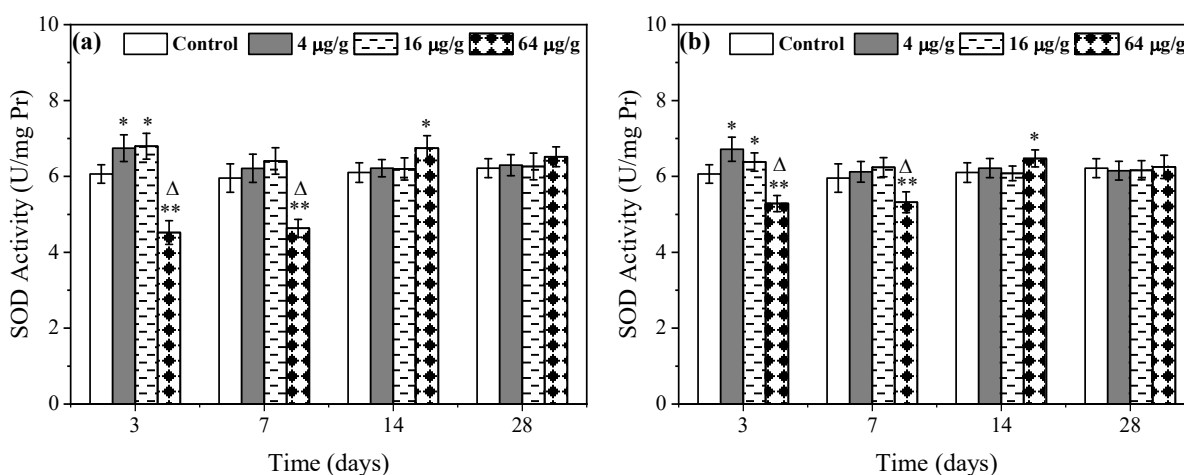 (a) Control 4 μg/g 16 μg/g 64 μg/g
SOD Activity (U/mg Pr)
10
8
6
4
2
0
* *
Δ
**
Δ
**
*
3 7 14 28
Time (days)
(b) Control 4 μg/g 16 μg/g 64 μg/g
SOD Activity (U/mg Pr)
10
8
6
4
2
0
*
*
Δ
**
Δ
**
*
3 7 14 28
Time (days)